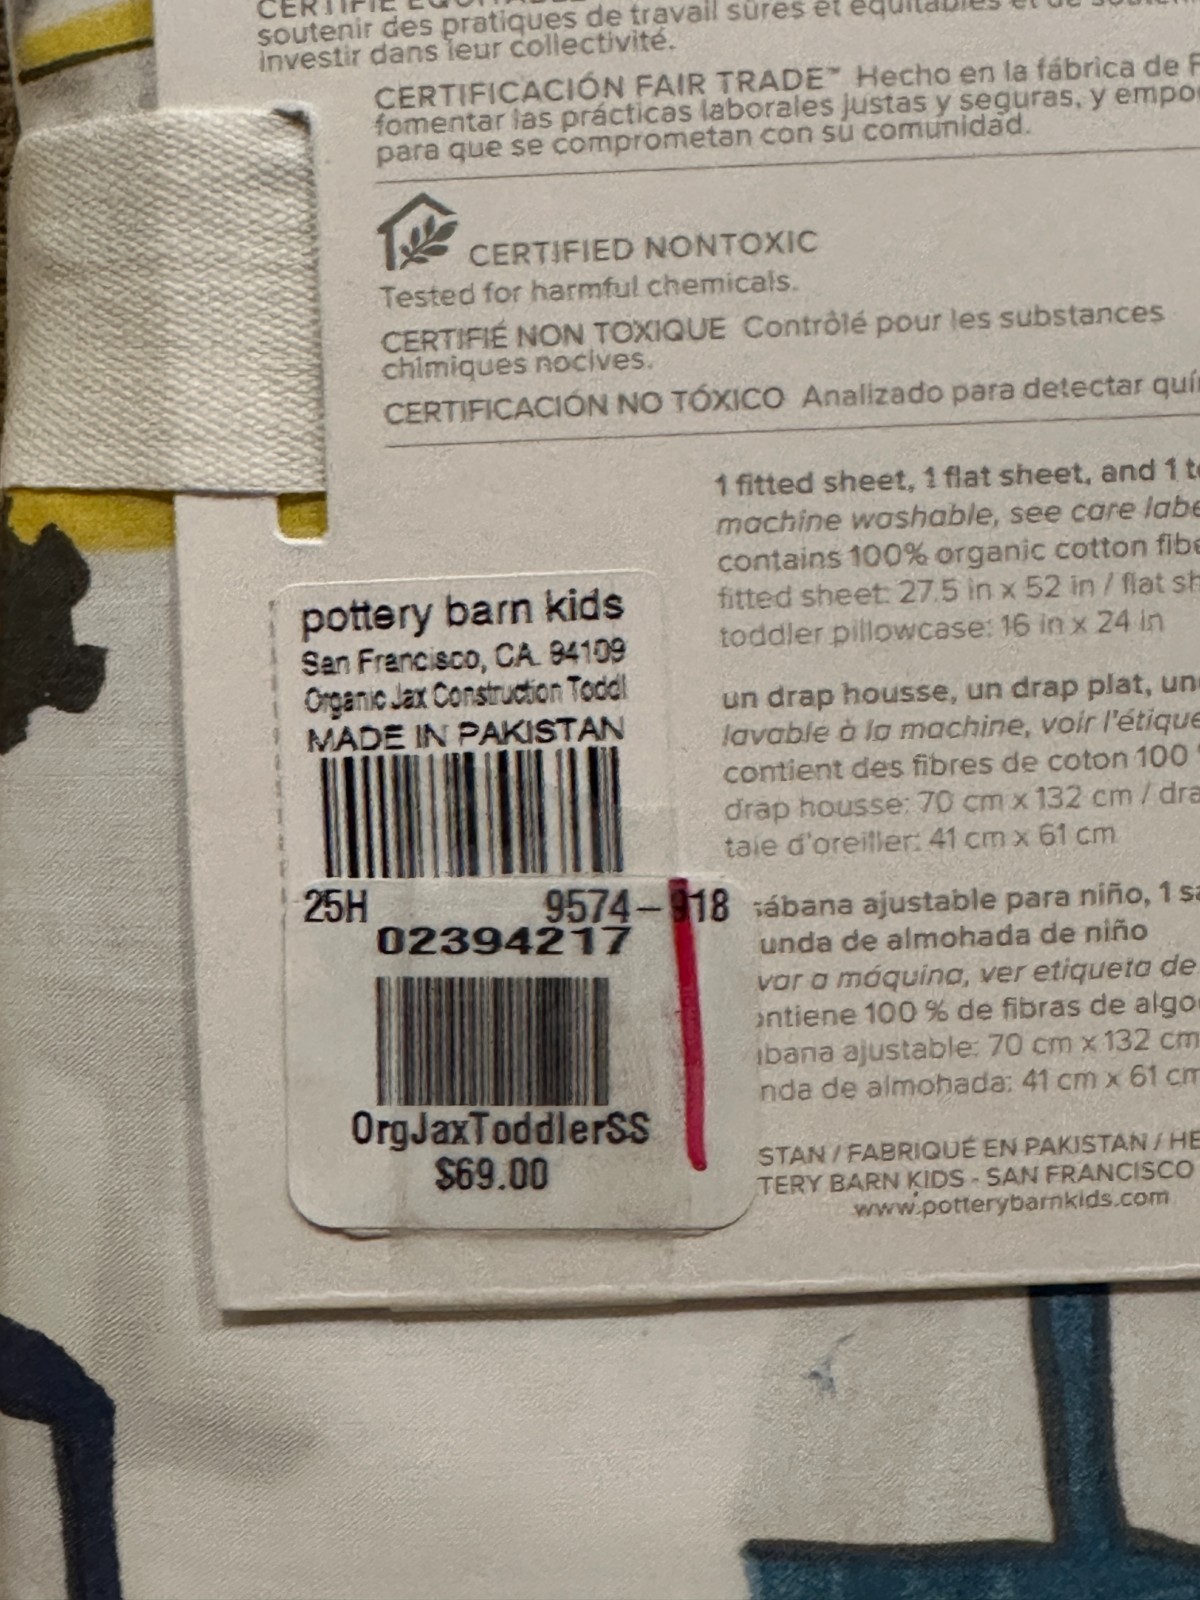 soutenir des pratiques de travail sûres et équitables et de
investir dans leur collectivité.
CERTIFICACIÓN FAIR TRADE™ Hecho en la fábrica de
fomentar las prácticas laborales justas y seguras, y
para que se comprometan con su comunidad.
CERTIFIED NONTOXIC
Tested for harmful chemicals.
CERTIFIÉ NON TOXIQUE Contrôlé pour les substances
chimiques nocives.
CERTIFICACIÓN NO TÓXICO Analizado para detectar
1 fitted sheet, 1 flat sheet, and 1
machine washable, see care
contains 100% organic cotton
fitted sheet: 27.5 in x 52 in / flat
toddler pillowcase: 16 in x 24 in
un drap housse, un drap plat,
lavable à la machine, voir
contient des fibres de coton 100
drap housse: 70 cm x 132 cm /
taie d'oreiller: 41 cm x 61 cm
sábana ajustable para niño, 1
unda de almohada de niño
var a máquina, ver etiqueta de
ontiene 100 % de fibras de
bana ajustable: 70 cm x 132 cm
nda de almohada: 41 cm x 61 cm
STAN / FABRIQUÉ EN PAKISTAN /
TERY BARN KIDS - SAN FRANCISCO
www.potterybarnkids.com
pottery barn kids
San Francisco, CA. 94109
Organic Jax Construction Toddl
MADE IN PAKISTAN
25H 9574-918
02394217
OrgJaxToddlerSS
$69.00